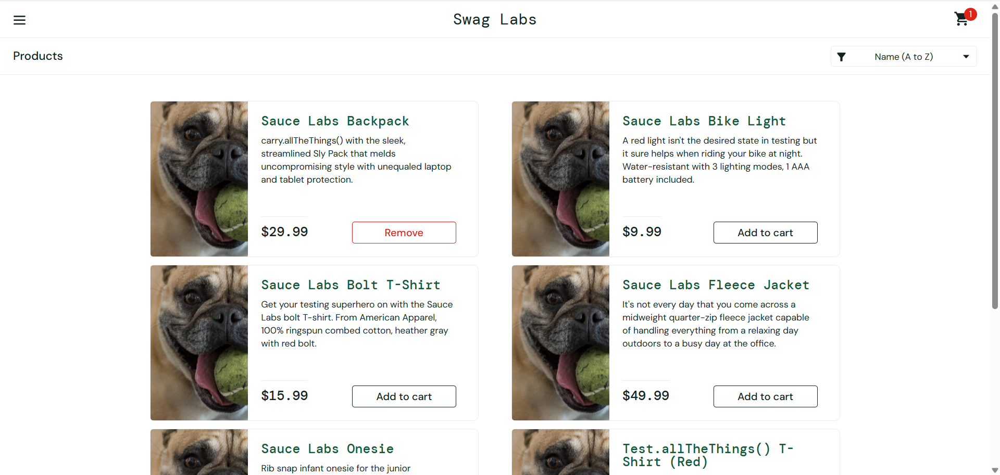 Swag Labs
1
Products
Name (A to Z)
Sauce Labs Backpack
carry.allTheThings() with the sleek,
streamlined Sly Pack that melds
uncompromising style with unequaled laptop
and tablet protection.
$29.99
Remove
Sauce Labs Bike Light
A red light isn't the desired state in testing but
it sure helps when riding your bike at night.
Water-resistant with 3 lighting modes, 1 AAA
battery included.
$9.99
Add to cart
Sauce Labs Bolt T-Shirt
Get your testing superhero on with the Sauce
Labs bolt T-shirt. From American Apparel,
100% ringspun combed cotton, heather gray
with red bolt.
$15.99
Add to cart
Sauce Labs Fleece Jacket
It's not every day that you come across a
midweight quarter-zip fleece jacket capable
of handling everything from a relaxing day
outdoors to a busy day at the office.
$49.99
Add to cart
Sauce Labs Onesie
Rib snap infant onesie for the junior
Test.allTheThings() T-
Shirt (Red)